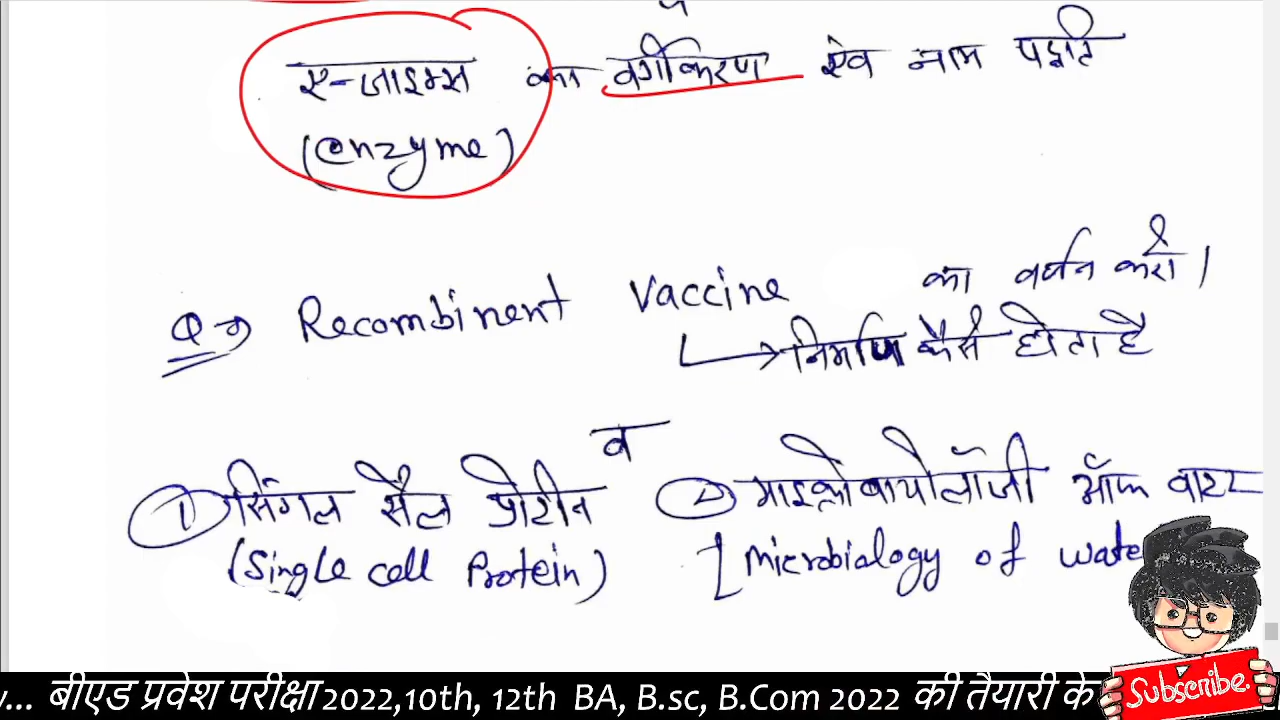 एन्जाइम्स का वर्गीकरण एंव नाम पद्धति
(enzyme)
Q → Recombinent Vaccine का वर्णन करो।
→ निर्माण कैसे होता है
① सिंगल सैल प्रोटीन व ② माइक्रोबायोलॉजी ऑफ वाटर
(Single cell Protein) [Microbiology of wate
... बीएड प्रवेश परीक्षा 2022,10th, 12th BA, B.sc, B.Com 2022 की तैयारी के
Subscribe.